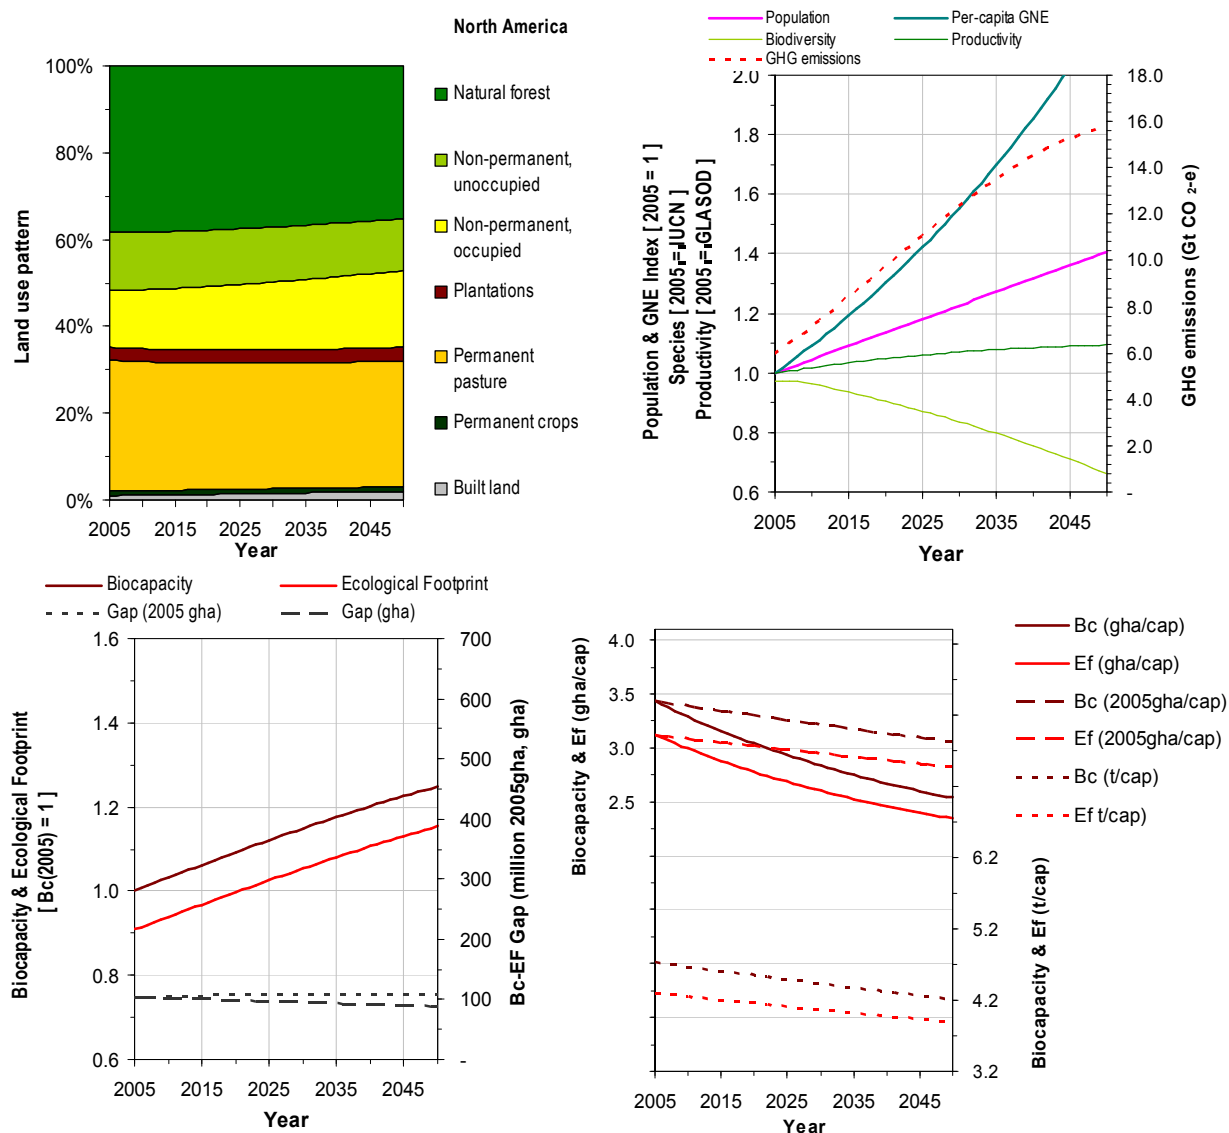 North America
100%
80%
60%
40%
20%
0%
Land use pattern
2005 2015 2025 2035 2045
Year
Natural forest
Non-permanent,
unoccupied
Non-permanent,
occupied
Plantations
Permanent
pasture
Permanent crops
Built land
Population
Per-capita GNE
Biodiversity
Productivity
GHG emissions
2.0
1.8
1.6
1.4
1.2
1.0
0.8
0.6
Population & GNE Index [ 2005 = 1 ]
Species [ 2005 = IUCN ]
Productivity [ 2005 = GLASOD ]
18.0
16.0
14.0
12.0
10.0
8.0
6.0
4.0
2.0
-
GHG emissions (Gt CO 2-e)
2005 2015 2025 2035 2045
Year
Biocapacity
Ecological Footprint
Gap (2005 gha)
Gap (gha)
1.6
1.4
1.2
1.0
0.8
0.6
Biocapacity & Ecological Footprint
[ Bc(2005) = 1 ]
700
600
500
400
300
200
100
-
Bc-EF Gap (million 2005gha, gha)
2005 2015 2025 2035 2045
Year
4.0
3.5
3.0
2.5
Biocapacity & Ef (gha/cap)
6.2
5.2
4.2
3.2
Biocapacity & Ef (t/cap)
2005 2015 2025 2035 2045
Year
Bc (gha/cap)
Ef (gha/cap)
Bc (2005gha/cap)
Ef (2005gha/cap)
Bc (t/cap)
Ef t/cap)